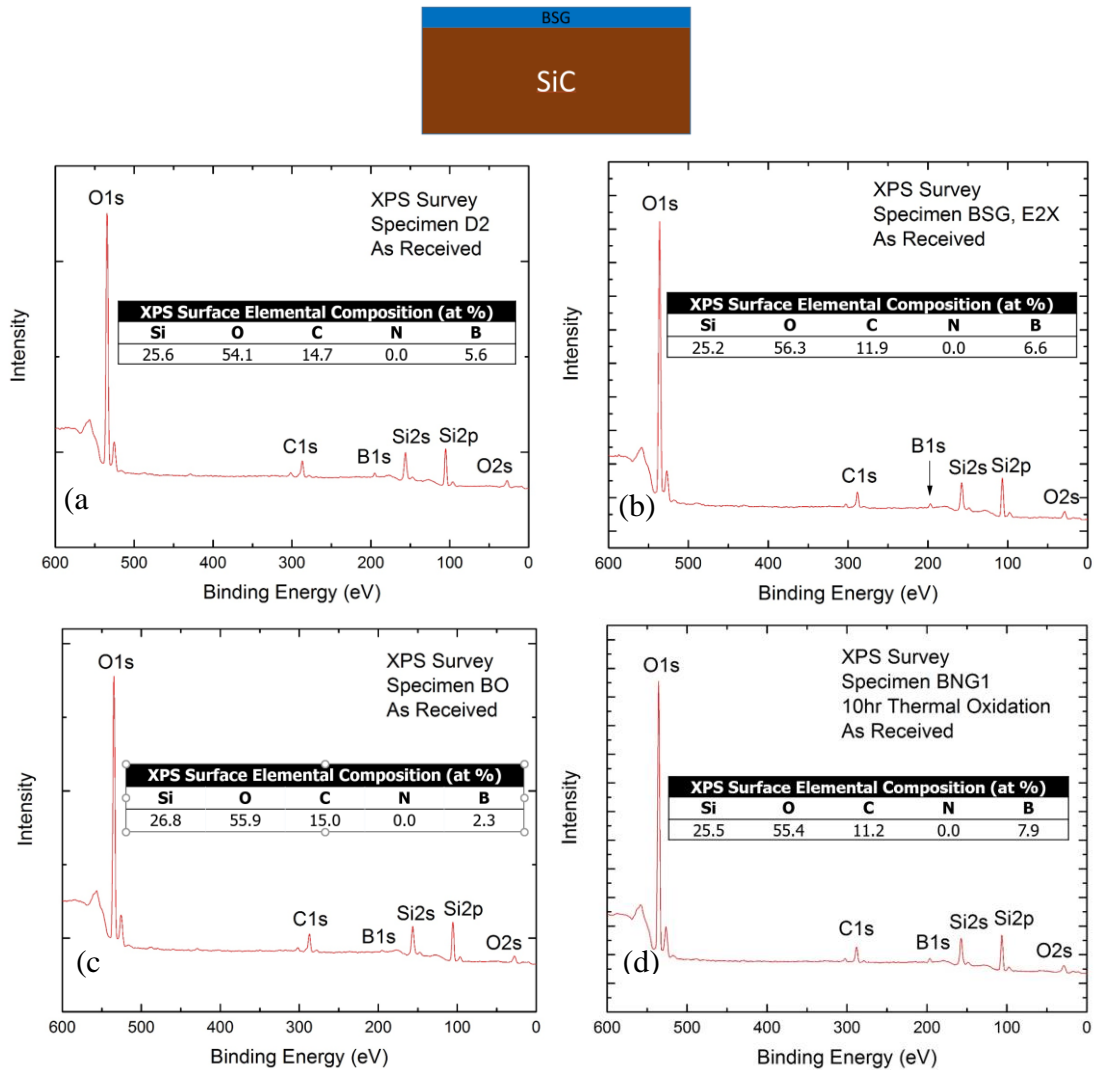 BSG
SiC
O1s
XPS Survey
Specimen D2
As Received
XPS Surface Elemental Composition (at %)
Si O C N B
25.6 54.1 14.7 0.0 5.6
C1s
B1s
Si2s
Si2p
O2s
(a
Intensity
600 500 400 300 200 100 0
Binding Energy (eV)
O1s
XPS Survey
Specimen BSG, E2X
As Received
XPS Surface Elemental Composition (at %)
Si O C N B
25.2 56.3 11.9 0.0 6.6
C1s
B1s
Si2s
Si2p
O2s
(b)
Intensity
600 500 400 300 200 100 0
Binding Energy (eV)
O1s
XPS Survey
Specimen BO
As Received
XPS Surface Elemental Composition (at %)
Si O C N B
26.8 55.9 15.0 0.0 2.3
C1s
B1s
Si2s
Si2p
O2s
(c
Intensity
600 500 400 300 200 100 0
Binding Energy (eV)
O1s
XPS Survey
Specimen BNG1
10hr Thermal Oxidation
As Received
XPS Surface Elemental Composition (at %)
Si O C N B
25.5 55.4 11.2 0.0 7.9
C1s
B1s
Si2s
Si2p
O2s
(d)
Intensity
600 500 400 300 200 100 0
Binding Energy (eV)